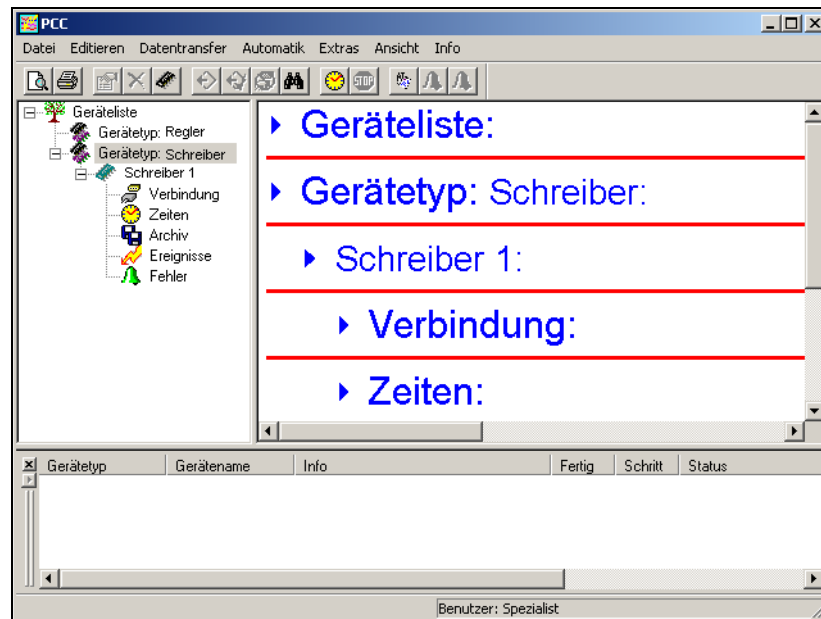 PCC
Datei Editieren Datentransfer Automatik Extras Ansicht Info
STOP
Geräteliste
Gerätetyp: Regler
Gerätetyp: Schreiber
Schreiber 1
Verbindung
Zeiten
Archiv
Ereignisse
Fehler
Geräteliste:
Gerätetyp: Schreiber:
Schreiber 1:
Verbindung:
Zeiten:
Gerätetyp Gerätename Info Fertig Schritt Status
Benutzer: Spezialist